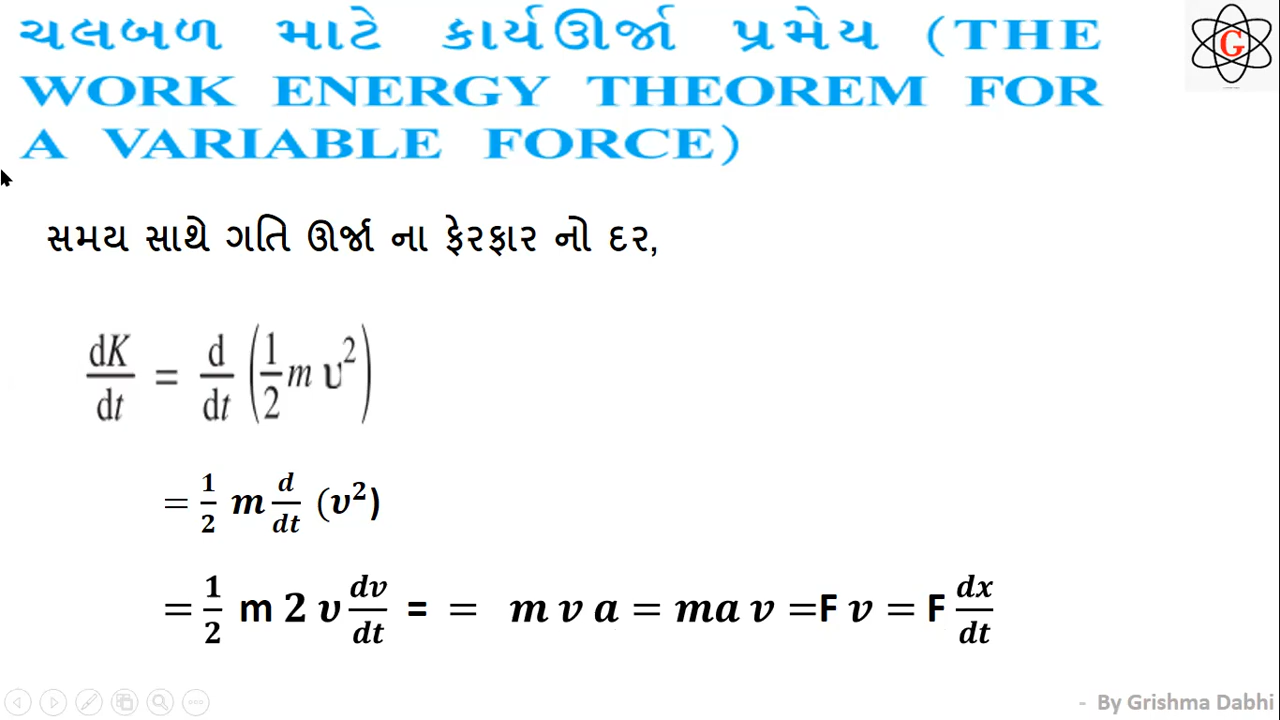 ચલબળ માટે કાર્યઊર્જા પ્રમેય (THE
WORK ENERGY THEOREM FOR
A VARIABLE FORCE)
G
સમય સાથે ગતિ ઊર્જા ના ફેરફાર નો દર,
dK/dt = d/dt (1/2 m υ²)
= 1/2 m d/dt (υ²)
= 1/2 m 2 υ dv/dt = = m v a = ma v =F v = F dx/dt
- By Grishma Dabhi